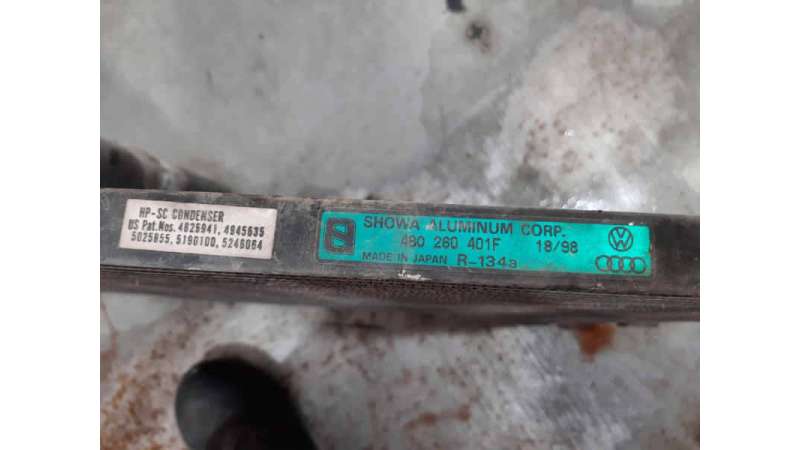 HP-SC CONDENSER
US Pat.Nos. 4825941, 4945635
5025855, 5190100, 5246064
SHOWA ALUMINUM CORP.
4B0 260 401F 18/98
MADE IN JAPAN R-134a